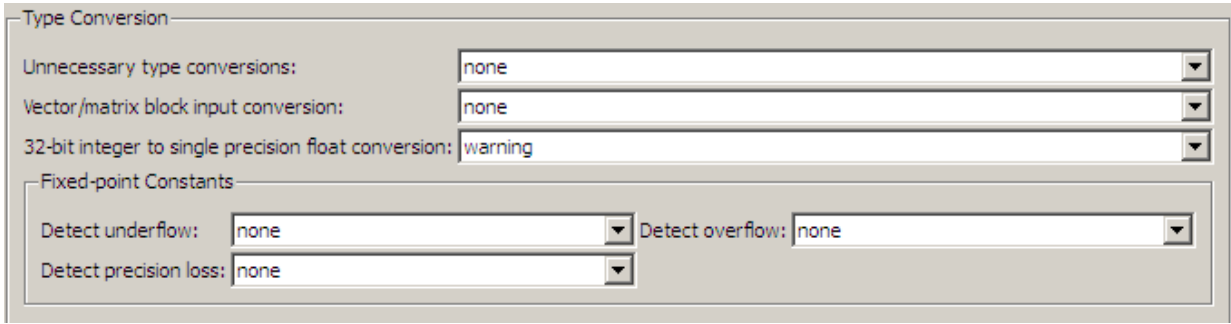 Type Conversion
Unnecessary type conversions: none
Vector/matrix block input conversion: none
32-bit integer to single precision float conversion: warning
Fixed-point Constants
Detect underflow: none Detect overflow: none
Detect precision loss: none